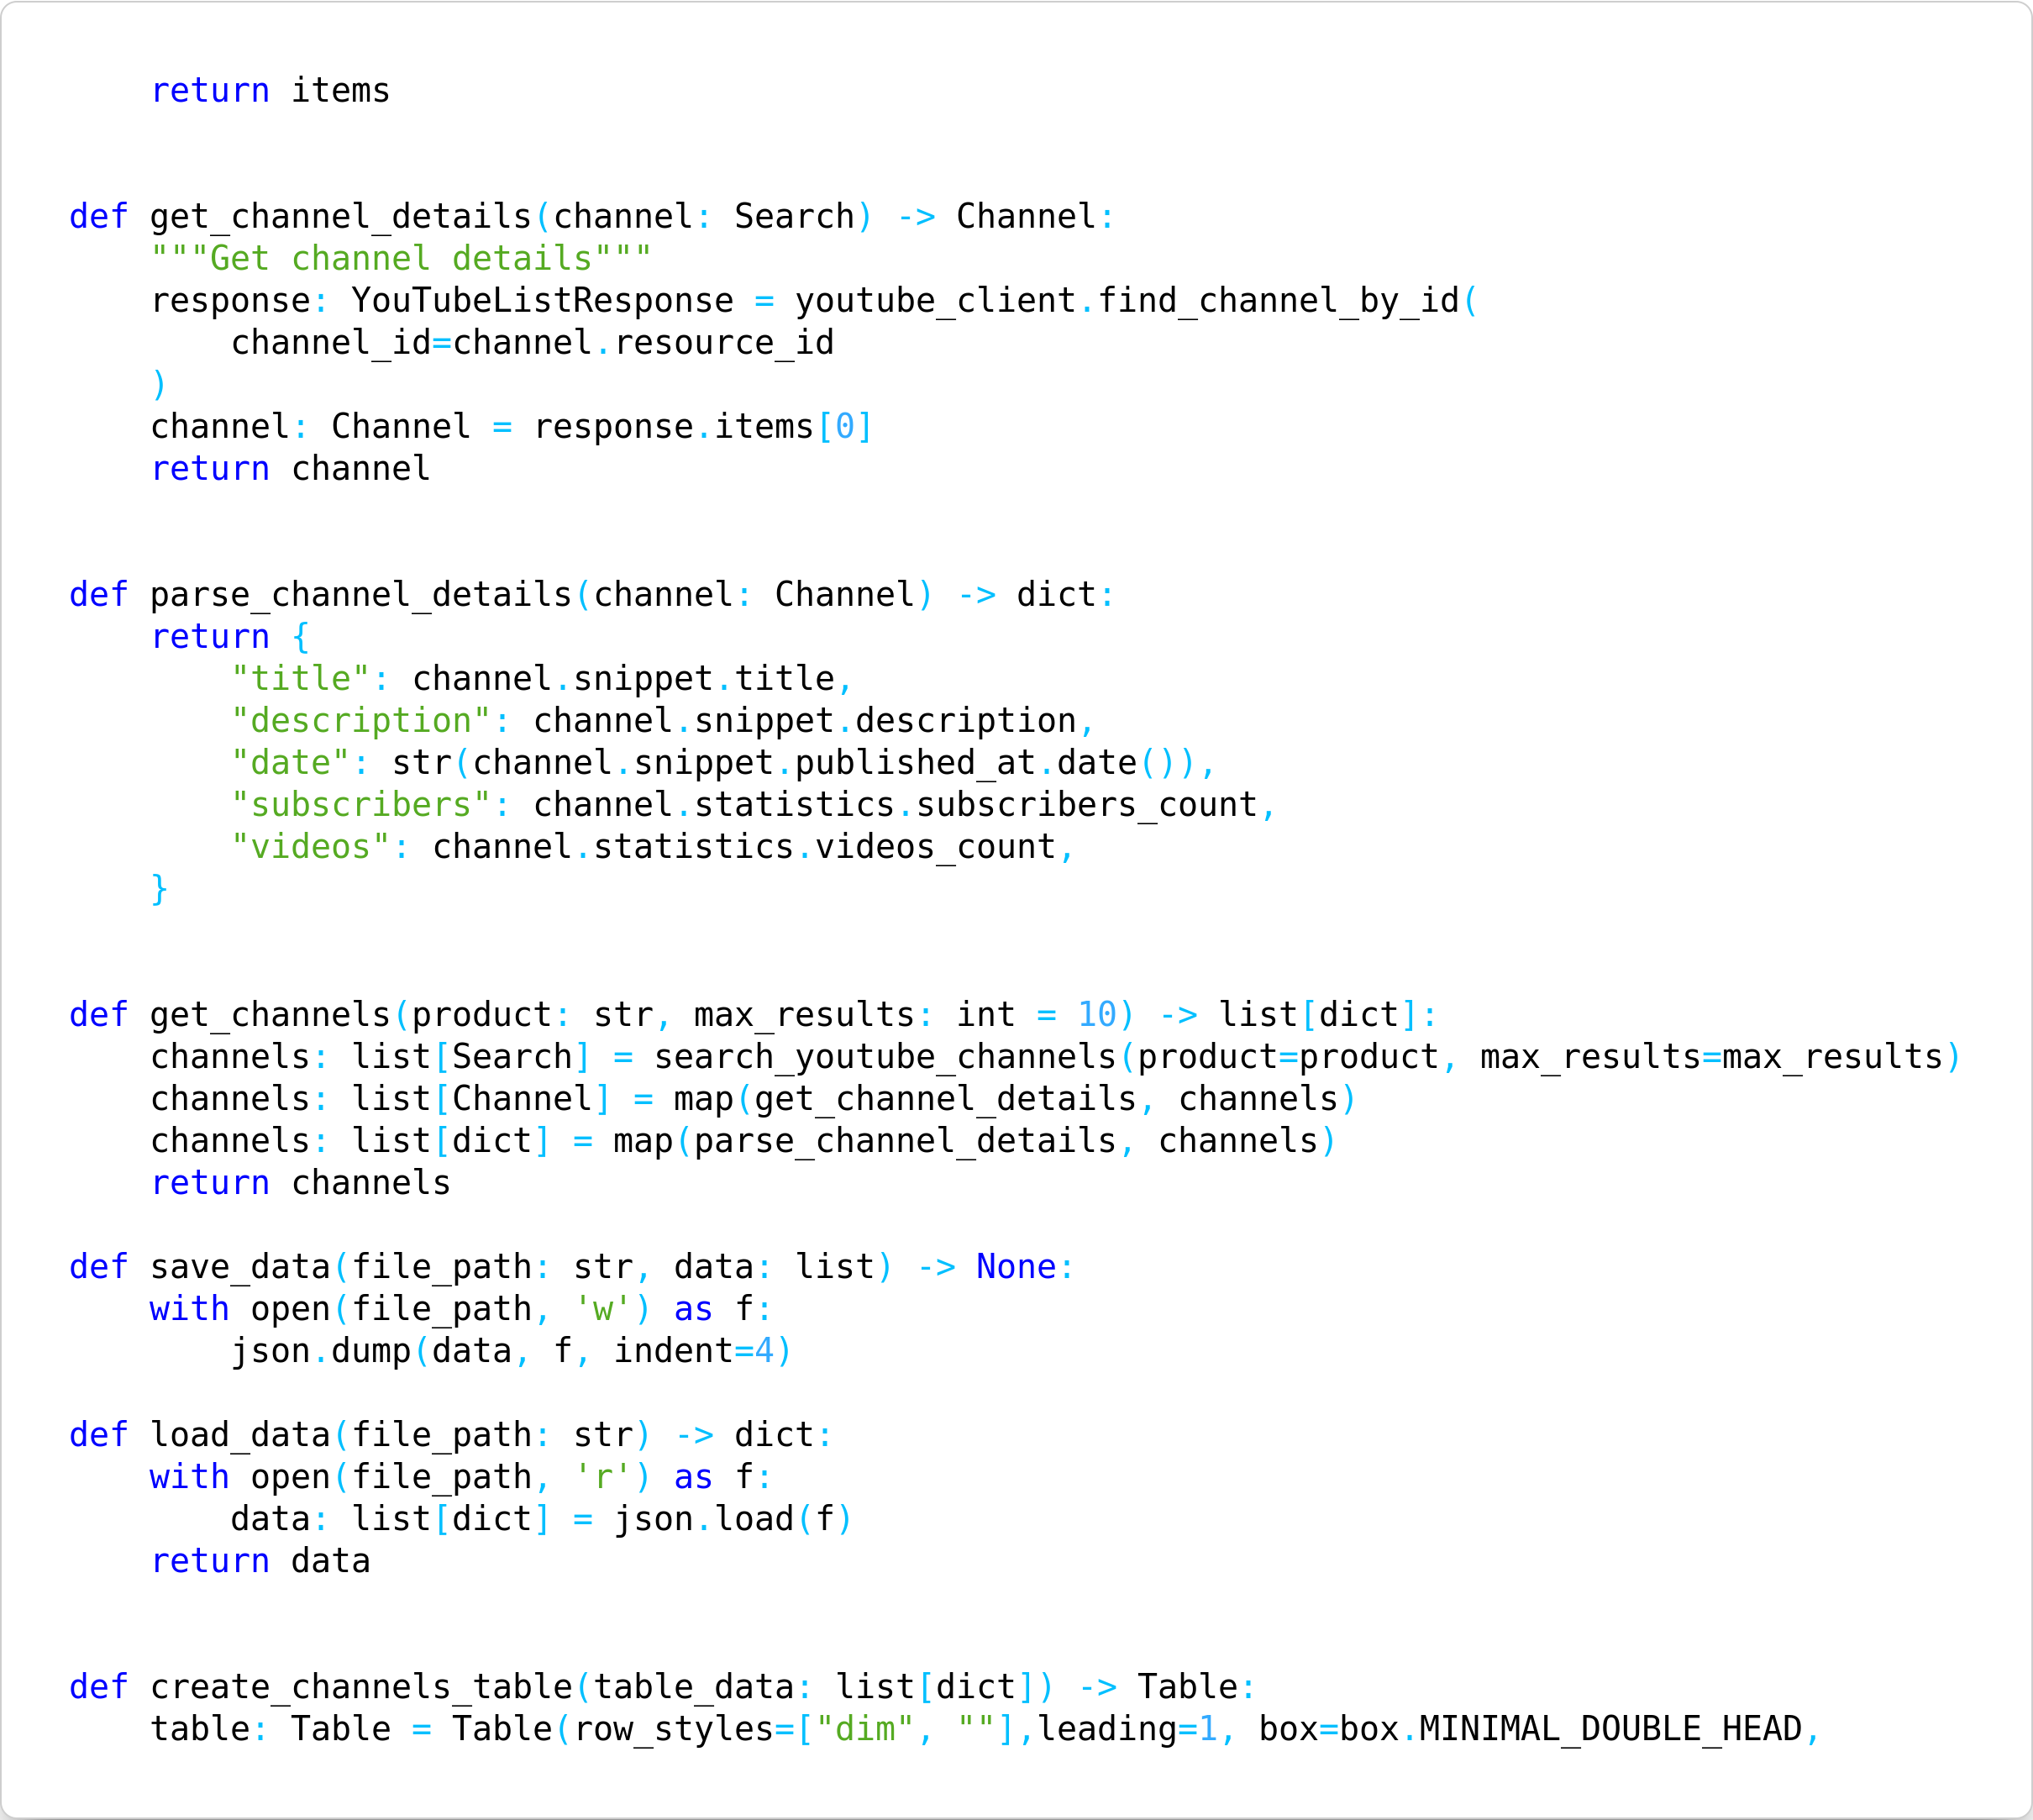 return items


def get_channel_details(channel: Search) -> Channel:
    """Get channel details"""
    response: YouTubeListResponse = youtube_client.find_channel_by_id(
        channel_id=channel.resource_id
    )
    channel: Channel = response.items[0]
    return channel


def parse_channel_details(channel: Channel) -> dict:
    return {
        "title": channel.snippet.title,
        "description": channel.snippet.description,
        "date": str(channel.snippet.published_at.date()),
        "subscribers": channel.statistics.subscribers_count,
        "videos": channel.statistics.videos_count,
    }


def get_channels(product: str, max_results: int = 10) -> list[dict]:
    channels: list[Search] = search_youtube_channels(product=product, max_results=max_results)
    channels: list[Channel] = map(get_channel_details, channels)
    channels: list[dict] = map(parse_channel_details, channels)
    return channels

def save_data(file_path: str, data: list) -> None:
    with open(file_path, 'w') as f:
        json.dump(data, f, indent=4)

def load_data(file_path: str) -> dict:
    with open(file_path, 'r') as f:
        data: list[dict] = json.load(f)
    return data


def create_channels_table(table_data: list[dict]) -> Table:
    table: Table = Table(row_styles=["dim", ""],leading=1, box=box.MINIMAL_DOUBLE_HEAD,